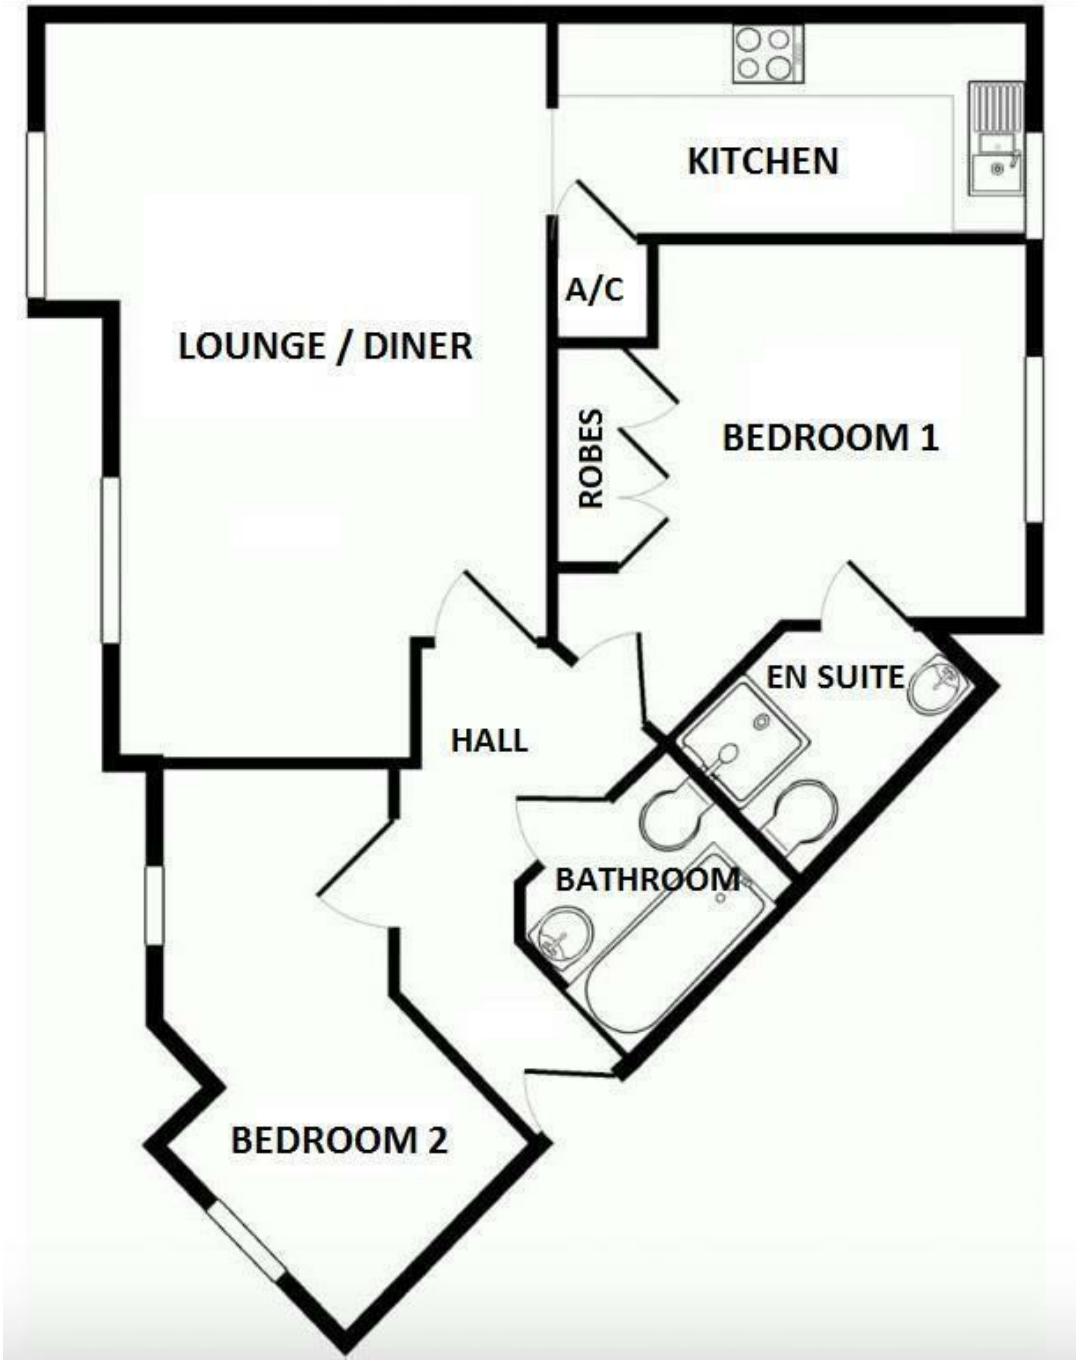 KITCHEN
A/C
LOUNGE / DINER
ROBES
BEDROOM 1
EN SUITE
HALL
BATHROOM
BEDROOM 2